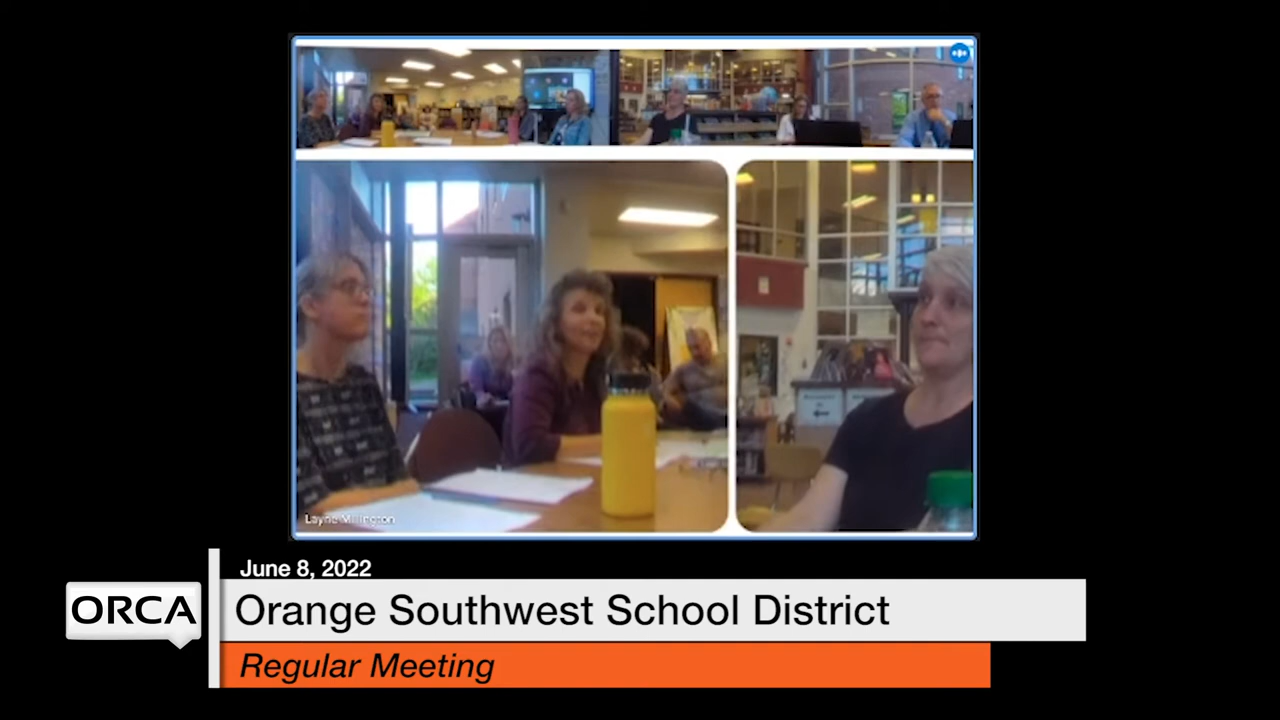 Layne Millington
June 8, 2022
ORCA
Orange Southwest School District
Regular Meeting